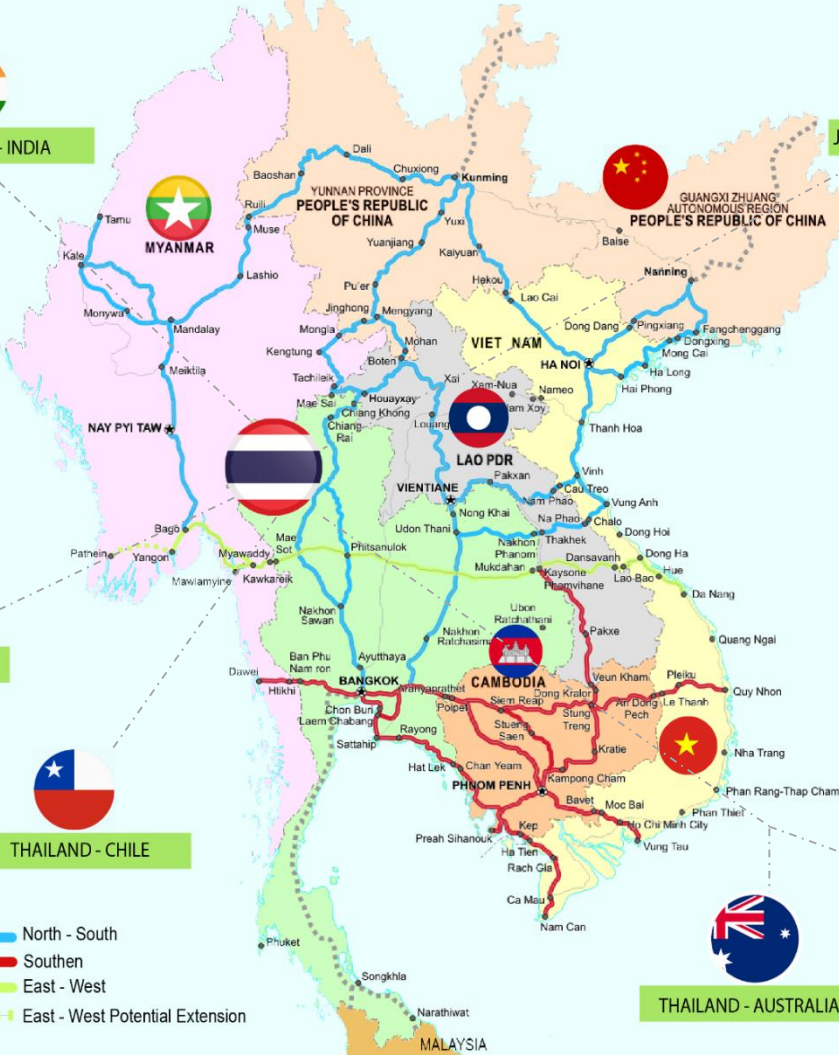 - INDIA
Dali
Baoshan
Chuxiong
Kunming
YUNNAN PROVINCE
PEOPLE'S REPUBLIC
OF CHINA
GUANGXI ZHUANG
AUTONOMOUS REGION
PEOPLE'S REPUBLIC OF CHINA
Ruili
Muse
Yuxi
Tamu
MYANMAR
Yuanjiang
Kaiyuan
Baise
Kale
Lashio
Pu'er
Hekou
Nanning
Lao Cai
Monywa
Mandalay
Jinghong
Mengyang
Mongla
Dong Dang
Pingxiang
Fangchenggang
Dongxing
Mohan
VIET NAM
Mong Cai
Kengtung
Boten
HA NOI
Ha Long
Meiktila
Tachileik
Xai
Xam-Nua
Nameo
Hai Phong
Mae Sai
Houayxay
Chiang Khong
Chiang
Rai
Louang
NAY PYI TAW
Thanh Hoa
LAO PDR
Pakxan
Vinh
VIENTIANE
Cau Treo
Nam Phao
Vung Anh
Nong Khai
Na Phao
Chalo
Bago
Udon Thani
Nakhon
Phanom
Thakhek
Dong Hoi
Mae
Sot
Pathein
Yangon
Myawaddy
Phitsanulok
Dansavanh
Dong Ha
Mawlamyine
Kawkareik
Mukdahan
Kaysone
Phomvihane
Lao Bao
Hue
Da Nang
Nakhon
Sawan
Ubon
Ratchathani
Pakxe
Quang Ngai
Nakhon
Ratchasima
Ban Phu
Nam ron
Ayutthaya
Dawei
Htikhi
BANGKOK
Aranyaprathet
CAMBODIA
Veun Kham
Pleiku
Poipet
Siem Reap
Dong Kralor
Quy Nhon
Le Thanh
An Dong
Pech
Chon Buri
Laem Chabang
Stueng
Saen
Stung
Treng
Rayong
Sattahip
Kratie
Nha Trang
Hat Lek
Chan Yeam
Kampong Cham
PHNOM PENH
Phan Rang-Thap Cham
Bavet
Moc Bai
Phan Thiet
Ho Chi Minh City
Preah Sihanouk
Kep
Vung Tau
Ha Tien
Rach Gia
THAILAND - CHILE
Ca Mau
Nam Can
North - South
Southen
East - West
East - West Potential Extension
Phuket
Songkhla
THAILAND - AUSTRALIA
Narathiwat
MALAYSIA